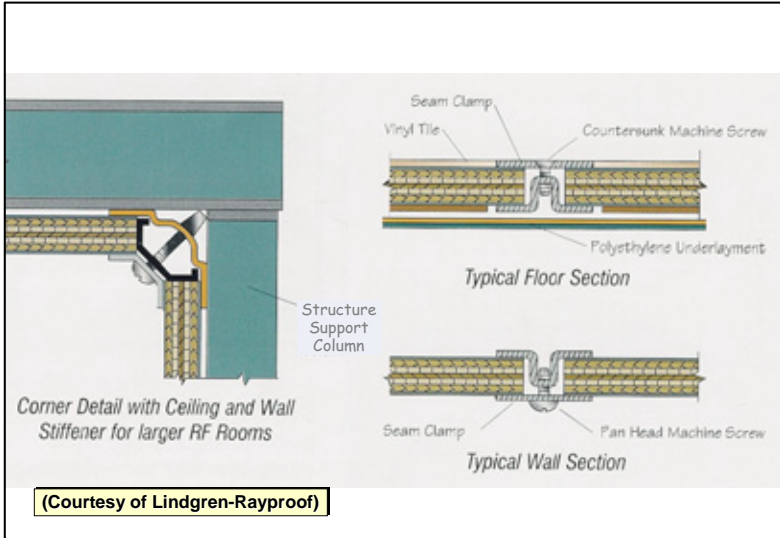 Seam Clamp
Vinyl Tile
Countersunk Machine Screw
Polyethylene Underlayment
Typical Floor Section
Structure
Support
Column
Corner Detail with Ceiling and Wall
Stiffener for larger RF Rooms
Seam Clamp
Pan Head Machine Screw
Typical Wall Section
(Courtesy of Lindgren-Rayproof)